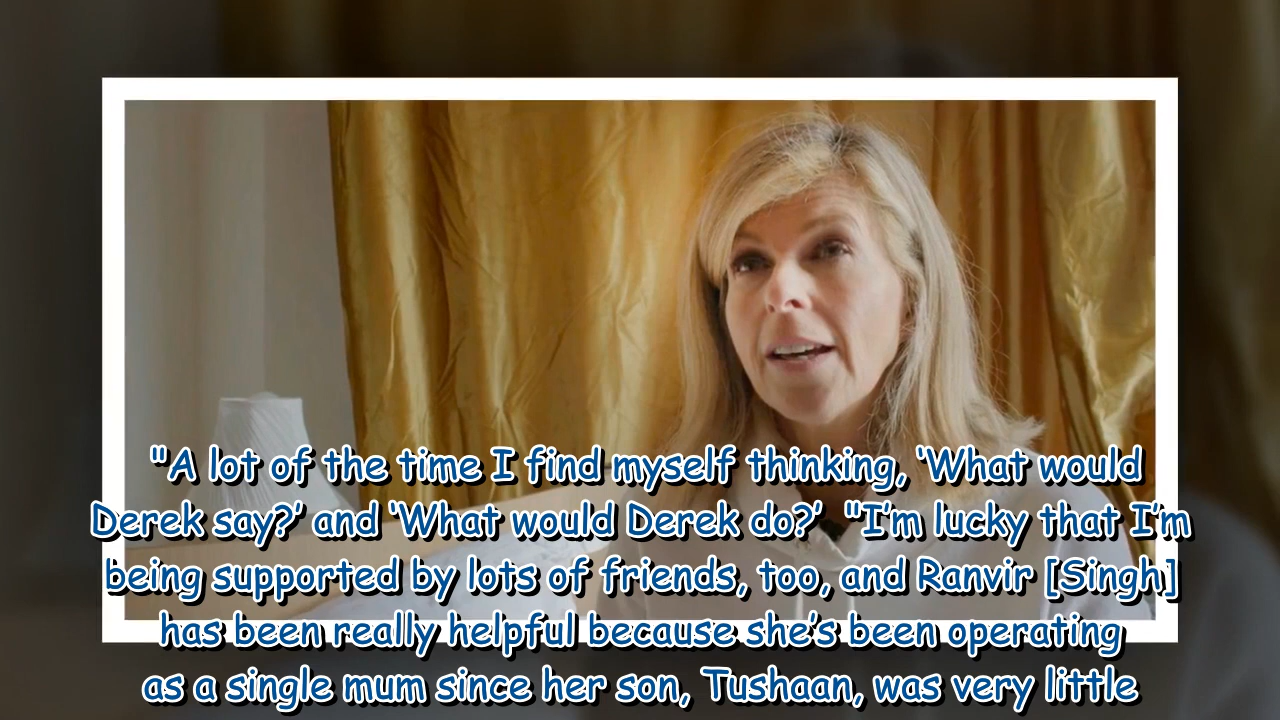 "A lot of the time I find myself thinking, ‘What would
Derek say?’ and ‘What would Derek do?’ "I’m lucky that I’m
being supported by lots of friends, too, and Ranvir [Singh]
has been really helpful because she’s been operating
as a single mum since her son, Tushaan, was very little